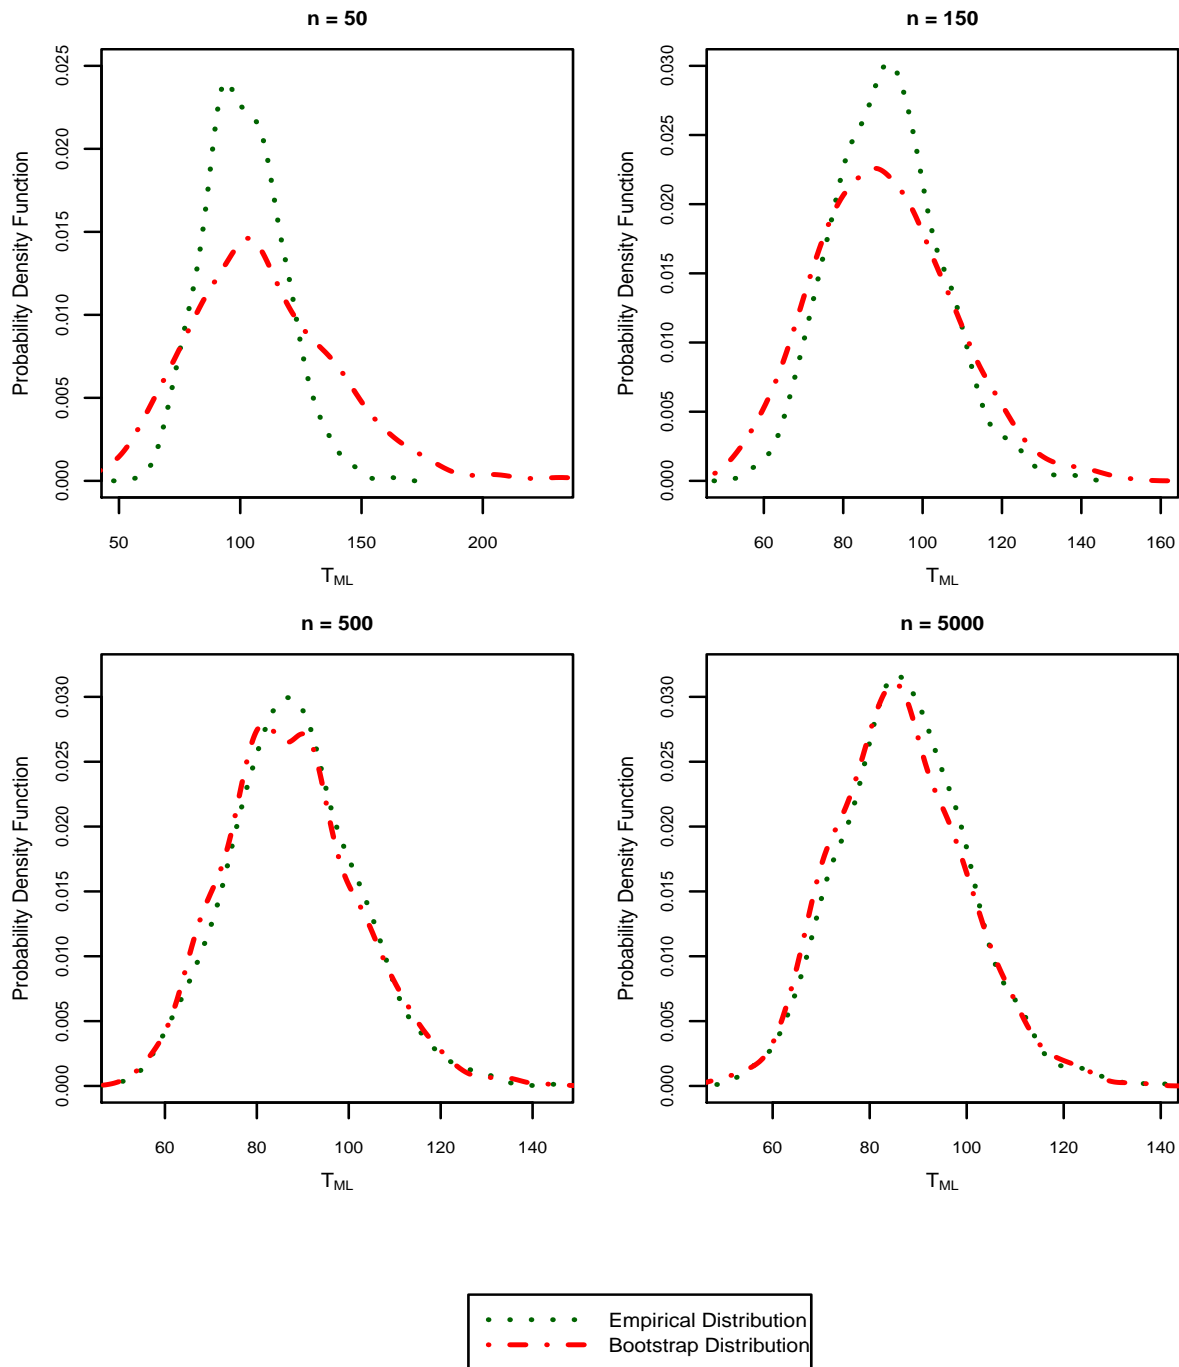 n = 50
Probability Density Function
0.000 0.005 0.010 0.015 0.020 0.025
50 100 150 200
T_ML
n = 150
Probability Density Function
0.000 0.005 0.010 0.015 0.020 0.025 0.030
60 80 100 120 140 160
T_ML
n = 500
Probability Density Function
0.000 0.005 0.010 0.015 0.020 0.025 0.030
60 80 100 120 140
T_ML
n = 5000
Probability Density Function
0.000 0.005 0.010 0.015 0.020 0.025 0.030
60 80 100 120 140
T_ML
Empirical Distribution
Bootstrap Distribution